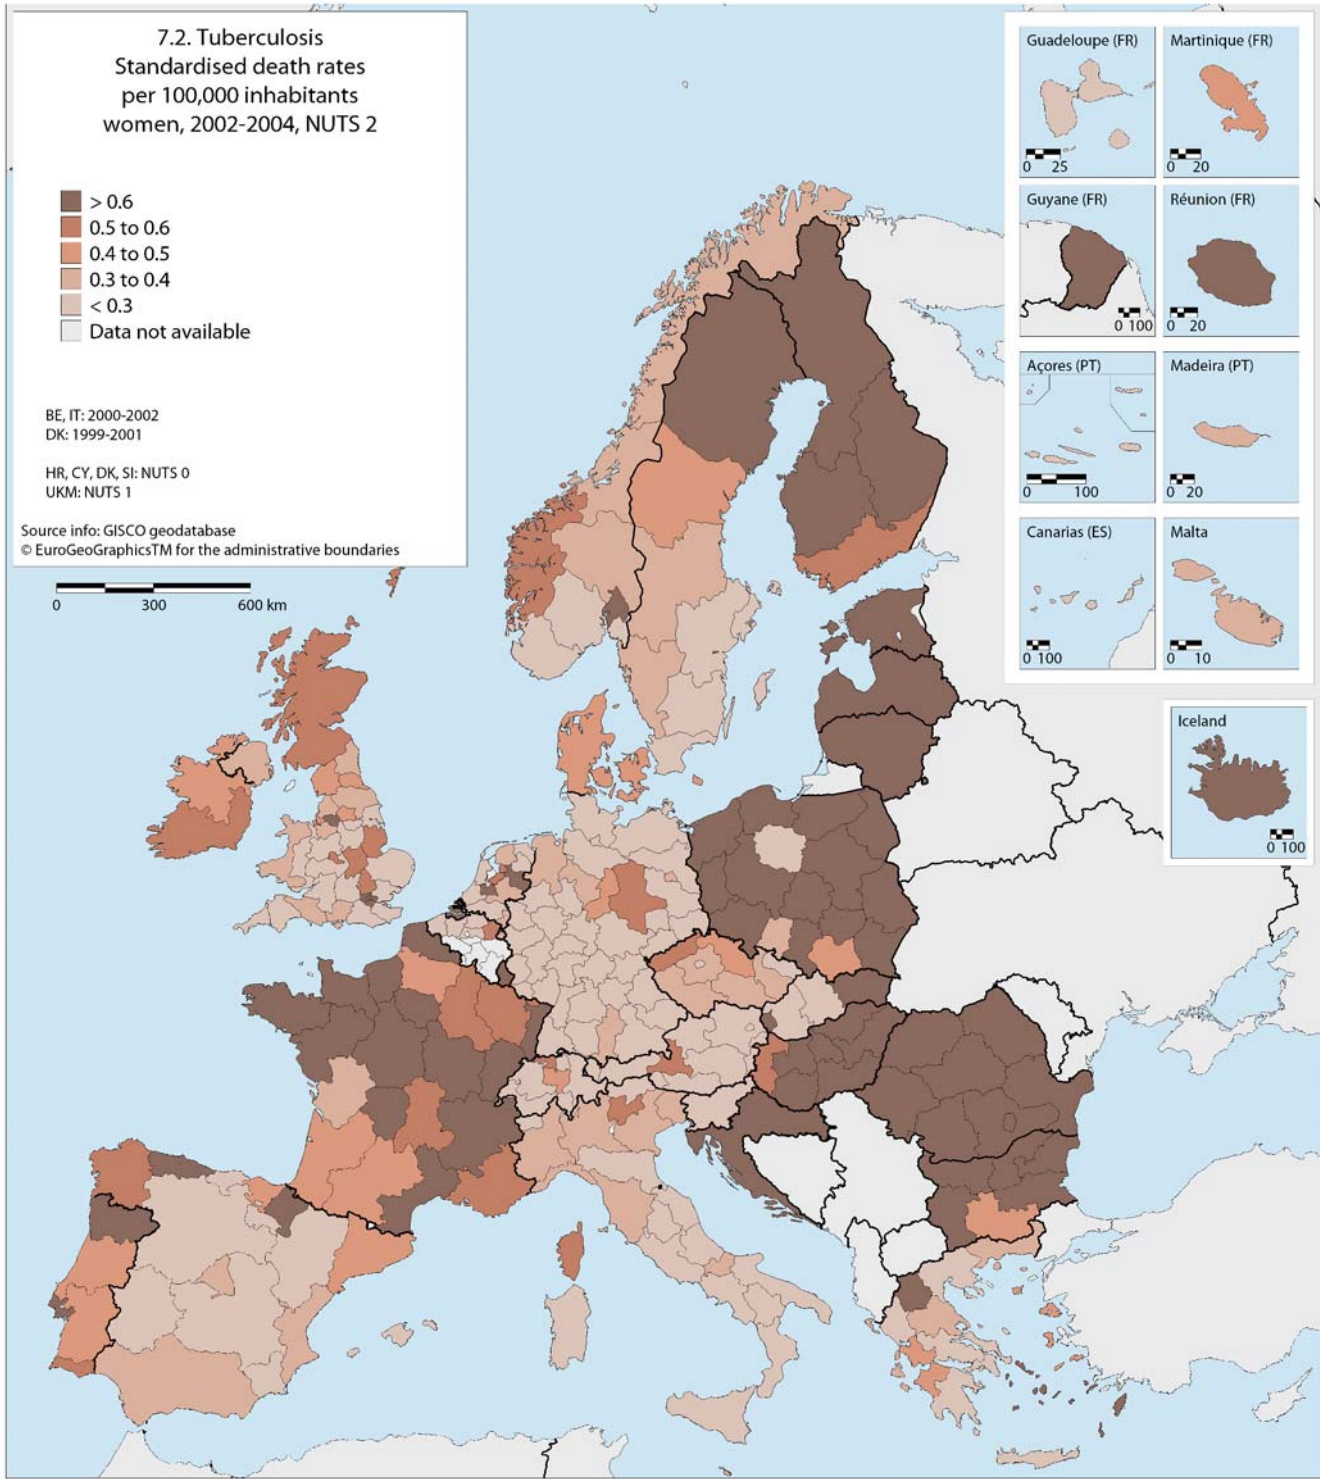 7.2. Tuberculosis
Standardised death rates
per 100,000 inhabitants
women, 2002-2004, NUTS 2
> 0.6
0.5 to 0.6
0.4 to 0.5
0.3 to 0.4
< 0.3
Data not available
BE, IT: 2000-2002
DK: 1999-2001
HR, CY, DK, SI: NUTS 0
UKM: NUTS 1
Source info: GISCO geodatabase
© EuroGeoGraphicsTM for the administrative boundaries
0 300 600 km
Guadeloupe (FR)
0 25
Martinique (FR)
0 20
Guyane (FR)
0 100
Réunion (FR)
0 20
Açores (PT)
0 100
Madeira (PT)
0 20
Canarias (ES)
0 100
Malta
0 10
Iceland
0 100